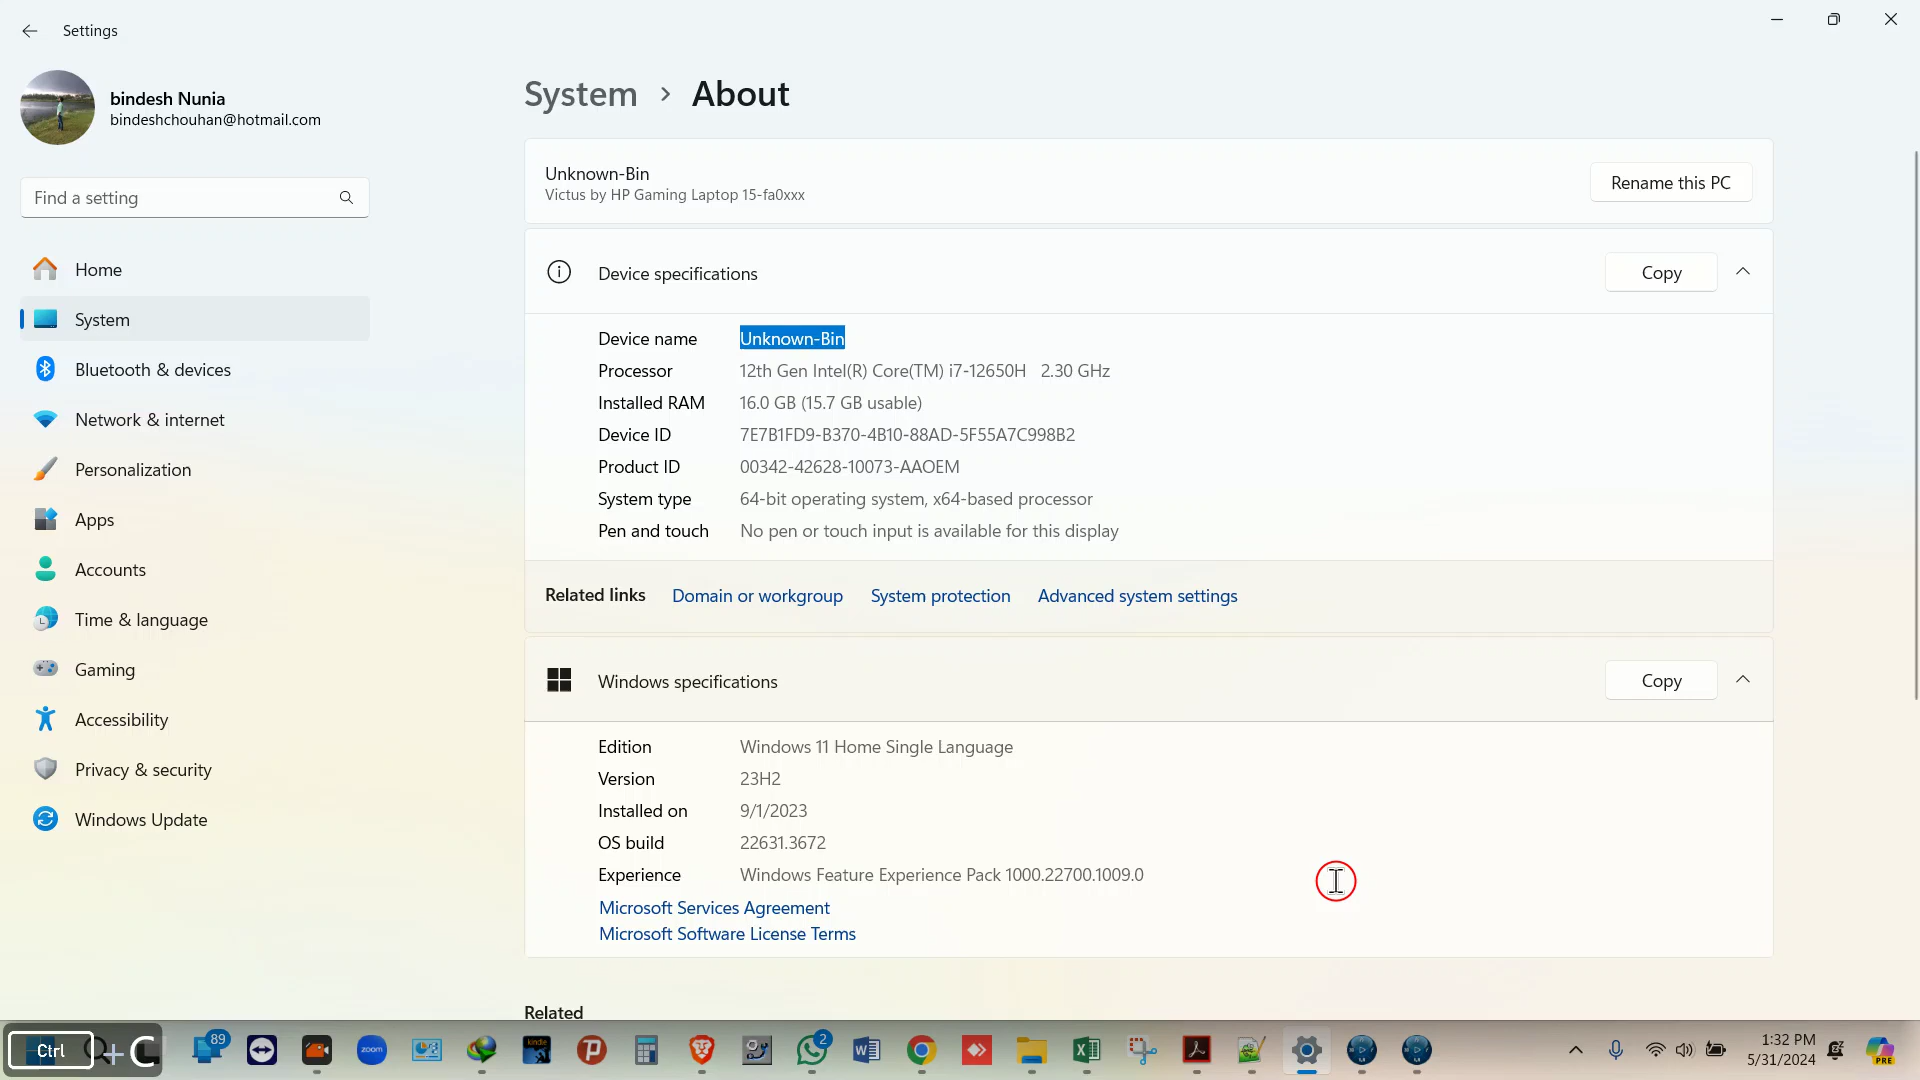 Settings
bindesh Nunia
bindeshchouhan@hotmail.com
Find a setting
Home
System
Bluetooth & devices
Network & internet
Personalization
Apps
Accounts
Time & language
Gaming
Accessibility
Privacy & security
Windows Update
System > About
Unknown-Bin
Victus by HP Gaming Laptop 15-fa0xxx
Rename this PC
Device specifications
Copy
Device name Unknown-Bin
Processor 12th Gen Intel(R) Core(TM) i7-12650H 2.30 GHz
Installed RAM 16.0 GB (15.7 GB usable)
Device ID 7E7B1FD9-B370-4B10-88AD-5F55A7C998B2
Product ID 00342-42628-10073-AAOEM
System type 64-bit operating system, x64-based processor
Pen and touch No pen or touch input is available for this display
Related links Domain or workgroup System protection Advanced system settings
Windows specifications
Copy
Edition Windows 11 Home Single Language
Version 23H2
Installed on 9/1/2023
OS build 22631.3672
Experience Windows Feature Experience Pack 1000.22700.1009.0
Microsoft Services Agreement
Microsoft Software License Terms
Related
Ctrl + C
89
zoom
kindle
2
1:32 PM
5/31/2024
PRE